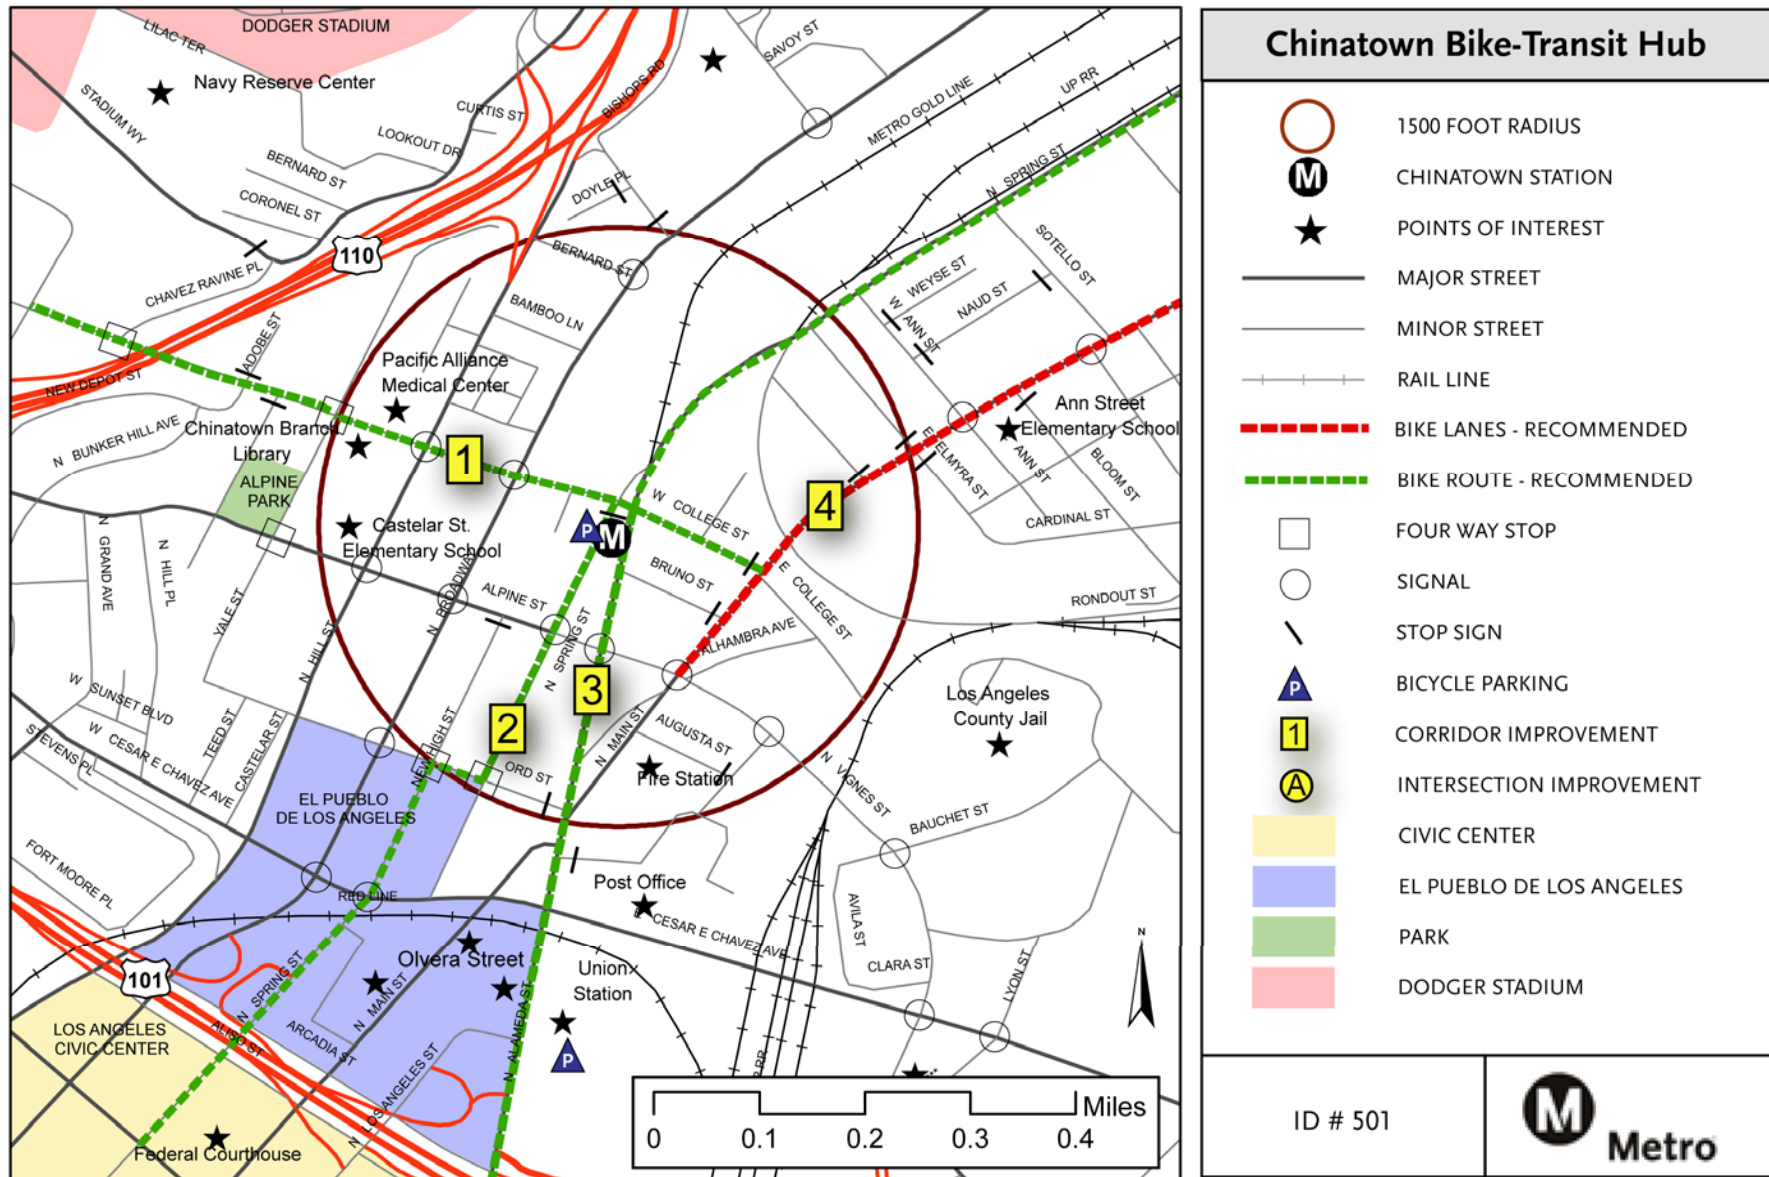 DODGER STADIUM
LILAC TER
SAVOY ST
Navy Reserve Center
STADIUM WY
CURTIS ST
BISHOPS RD
LOOKOUT DR
METRO GOLD LINE
UP RR
BERNARD ST
CORONEL ST
DOYLE PL
N SPRING ST
110
BERNARD ST
SOTELLO ST
CHAVEZ RAVINE PL
WEYSE ST
NAUD ST
W ANN ST
BAMBOO LN
ADOBE ST
Pacific Alliance
Medical Center
NEW DEPOT ST
Ann Street
Elementary School
Chinatown Branch
Library
N BUNKER HILL AVE
1
E ELMYRA ST
ANN ST
BLOOM ST
ALPINE
PARK
W COLLEGE ST
4
CARDINAL ST
Castelar St.
Elementary School
P
M
N GRAND AVE
N HILL PL
BRUNO ST
E COLLEGE ST
RONDOUT ST
YALE ST
ALPINE ST
N BROADWAY
ALHAMBRA AVE
N HILL ST
N SPRING ST
3
W SUNSET BLVD
Los Angeles
County Jail
2
W CESAR E CHAVEZ AVE
TEED ST
CASTELAR ST
NEW HIGH ST
N MAIN ST
AUGUSTA ST
STEVENS PL
ORD ST
Fire Station
N VIGNES ST
EL PUEBLO
DE LOS ANGELES
BAUCHET ST
FORT MOORE PL
Post Office
RED LINE
E CESAR E CHAVEZ AVE
AVILA ST
Olvera Street
Union
Station
CLARA ST
LYON ST
101
N SPRING ST
N MAIN ST
N ALAMEDA ST
LOS ANGELES
CIVIC CENTER
ALISO ST
ARCADIA ST
N LOS ANGELES ST
P
RR
Federal Courthouse
Miles
0 0.1 0.2 0.3 0.4
N
Chinatown Bike-Transit Hub
1500 FOOT RADIUS
M CHINATOWN STATION
POINTS OF INTEREST
MAJOR STREET
MINOR STREET
RAIL LINE
BIKE LANES - RECOMMENDED
BIKE ROUTE - RECOMMENDED
FOUR WAY STOP
SIGNAL
STOP SIGN
P BICYCLE PARKING
1 CORRIDOR IMPROVEMENT
A INTERSECTION IMPROVEMENT
CIVIC CENTER
EL PUEBLO DE LOS ANGELES
PARK
DODGER STADIUM
ID # 501
M Metro